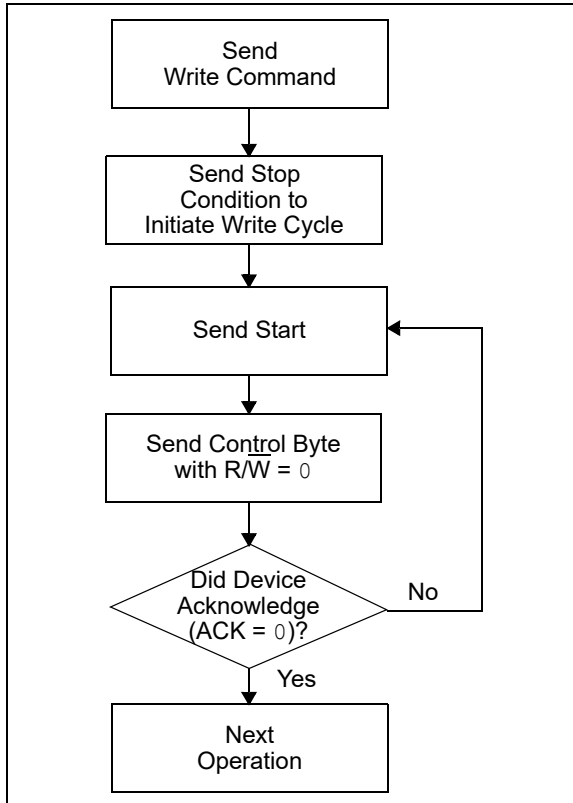 Send
Write Command
Send Stop
Condition to
Initiate Write Cycle
Send Start
Send Control Byte
with R/W̅ = 0
Did Device
Acknowledge
(ACK = 0)?
No
Yes
Next
Operation